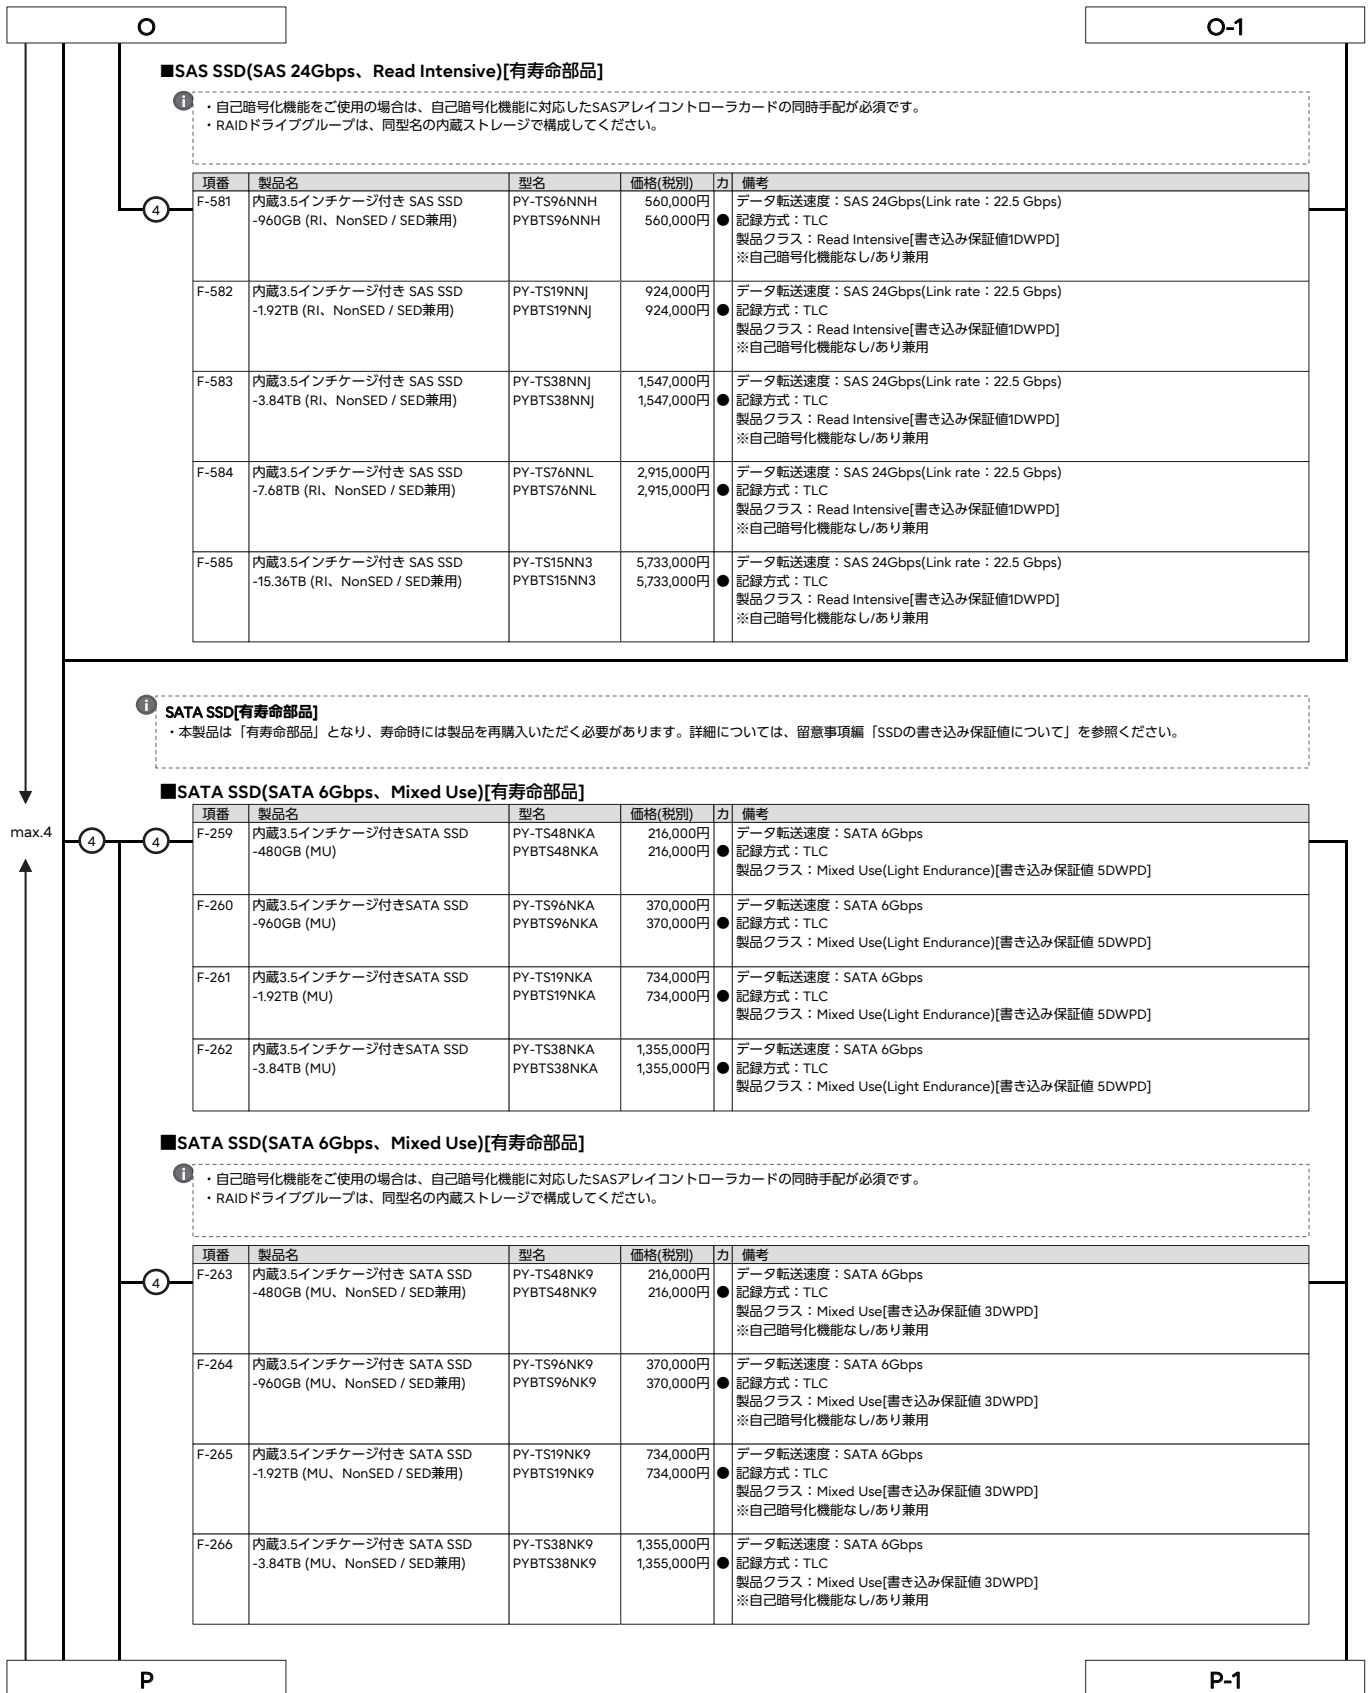 O
O-1
■SAS SSD(SAS 24Gbps、Read Intensive)[有寿命部品]
・自己暗号化機能をご使用の場合は、自己暗号化機能に対応したSASアレイコントローラカードの同時手配が必須です。
・RAIDドライブグループは、同型名の内蔵ストレージで構成してください。
項番 製品名 型名 価格(税別) カ 備考
4
F-581 内蔵3.5インチケージ付き SAS SSD PY-TS96NNH 560,000円 データ転送速度：SAS 24Gbps(Link rate：22.5 Gbps)
-960GB (RI、NonSED / SED兼用) PYBTS96NNH 560,000円 ● 記録方式：TLC
製品クラス：Read Intensive[書き込み保証値1DWPD]
※自己暗号化機能なし/あり兼用
F-582 内蔵3.5インチケージ付き SAS SSD PY-TS19NNJ 924,000円 データ転送速度：SAS 24Gbps(Link rate：22.5 Gbps)
-1.92TB (RI、NonSED / SED兼用) PYBTS19NNJ 924,000円 ● 記録方式：TLC
製品クラス：Read Intensive[書き込み保証値1DWPD]
※自己暗号化機能なし/あり兼用
F-583 内蔵3.5インチケージ付き SAS SSD PY-TS38NNJ 1,547,000円 データ転送速度：SAS 24Gbps(Link rate：22.5 Gbps)
-3.84TB (RI、NonSED / SED兼用) PYBTS38NNJ 1,547,000円 ● 記録方式：TLC
製品クラス：Read Intensive[書き込み保証値1DWPD]
※自己暗号化機能なし/あり兼用
F-584 内蔵3.5インチケージ付き SAS SSD PY-TS76NNL 2,915,000円 データ転送速度：SAS 24Gbps(Link rate：22.5 Gbps)
-7.68TB (RI、NonSED / SED兼用) PYBTS76NNL 2,915,000円 ● 記録方式：TLC
製品クラス：Read Intensive[書き込み保証値1DWPD]
※自己暗号化機能なし/あり兼用
F-585 内蔵3.5インチケージ付き SAS SSD PY-TS15NN3 5,733,000円 データ転送速度：SAS 24Gbps(Link rate：22.5 Gbps)
-15.36TB (RI、NonSED / SED兼用) PYBTS15NN3 5,733,000円 ● 記録方式：TLC
製品クラス：Read Intensive[書き込み保証値1DWPD]
※自己暗号化機能なし/あり兼用
SATA SSD[有寿命部品]
・本製品は「有寿命部品」となり、寿命時には製品を再購入いただく必要があります。詳細については、留意事項編「SSDの書き込み保証値について」を参照ください。
■SATA SSD(SATA 6Gbps、Mixed Use)[有寿命部品]
項番 製品名 型名 価格(税別) カ 備考
max.4 4 4
F-259 内蔵3.5インチケージ付きSATA SSD PY-TS48NKA 216,000円 データ転送速度：SATA 6Gbps
-480GB (MU) PYBTS48NKA 216,000円 ● 記録方式：TLC
製品クラス：Mixed Use(Light Endurance)[書き込み保証値 5DWPD]
F-260 内蔵3.5インチケージ付きSATA SSD PY-TS96NKA 370,000円 データ転送速度：SATA 6Gbps
-960GB (MU) PYBTS96NKA 370,000円 ● 記録方式：TLC
製品クラス：Mixed Use(Light Endurance)[書き込み保証値 5DWPD]
F-261 内蔵3.5インチケージ付きSATA SSD PY-TS19NKA 734,000円 データ転送速度：SATA 6Gbps
-1.92TB (MU) PYBTS19NKA 734,000円 ● 記録方式：TLC
製品クラス：Mixed Use(Light Endurance)[書き込み保証値 5DWPD]
F-262 内蔵3.5インチケージ付きSATA SSD PY-TS38NKA 1,355,000円 データ転送速度：SATA 6Gbps
-3.84TB (MU) PYBTS38NKA 1,355,000円 ● 記録方式：TLC
製品クラス：Mixed Use(Light Endurance)[書き込み保証値 5DWPD]
■SATA SSD(SATA 6Gbps、Mixed Use)[有寿命部品]
・自己暗号化機能をご使用の場合は、自己暗号化機能に対応したSASアレイコントローラカードの同時手配が必須です。
・RAIDドライブグループは、同型名の内蔵ストレージで構成してください。
項番 製品名 型名 価格(税別) カ 備考
4
F-263 内蔵3.5インチケージ付き SATA SSD PY-TS48NK9 216,000円 データ転送速度：SATA 6Gbps
-480GB (MU、NonSED / SED兼用) PYBTS48NK9 216,000円 ● 記録方式：TLC
製品クラス：Mixed Use[書き込み保証値 3DWPD]
※自己暗号化機能なし/あり兼用
F-264 内蔵3.5インチケージ付き SATA SSD PY-TS96NK9 370,000円 データ転送速度：SATA 6Gbps
-960GB (MU、NonSED / SED兼用) PYBTS96NK9 370,000円 ● 記録方式：TLC
製品クラス：Mixed Use[書き込み保証値 3DWPD]
※自己暗号化機能なし/あり兼用
F-265 内蔵3.5インチケージ付き SATA SSD PY-TS19NK9 734,000円 データ転送速度：SATA 6Gbps
-1.92TB (MU、NonSED / SED兼用) PYBTS19NK9 734,000円 ● 記録方式：TLC
製品クラス：Mixed Use[書き込み保証値 3DWPD]
※自己暗号化機能なし/あり兼用
F-266 内蔵3.5インチケージ付き SATA SSD PY-TS38NK9 1,355,000円 データ転送速度：SATA 6Gbps
-3.84TB (MU、NonSED / SED兼用) PYBTS38NK9 1,355,000円 ● 記録方式：TLC
製品クラス：Mixed Use[書き込み保証値 3DWPD]
※自己暗号化機能なし/あり兼用
P
P-1